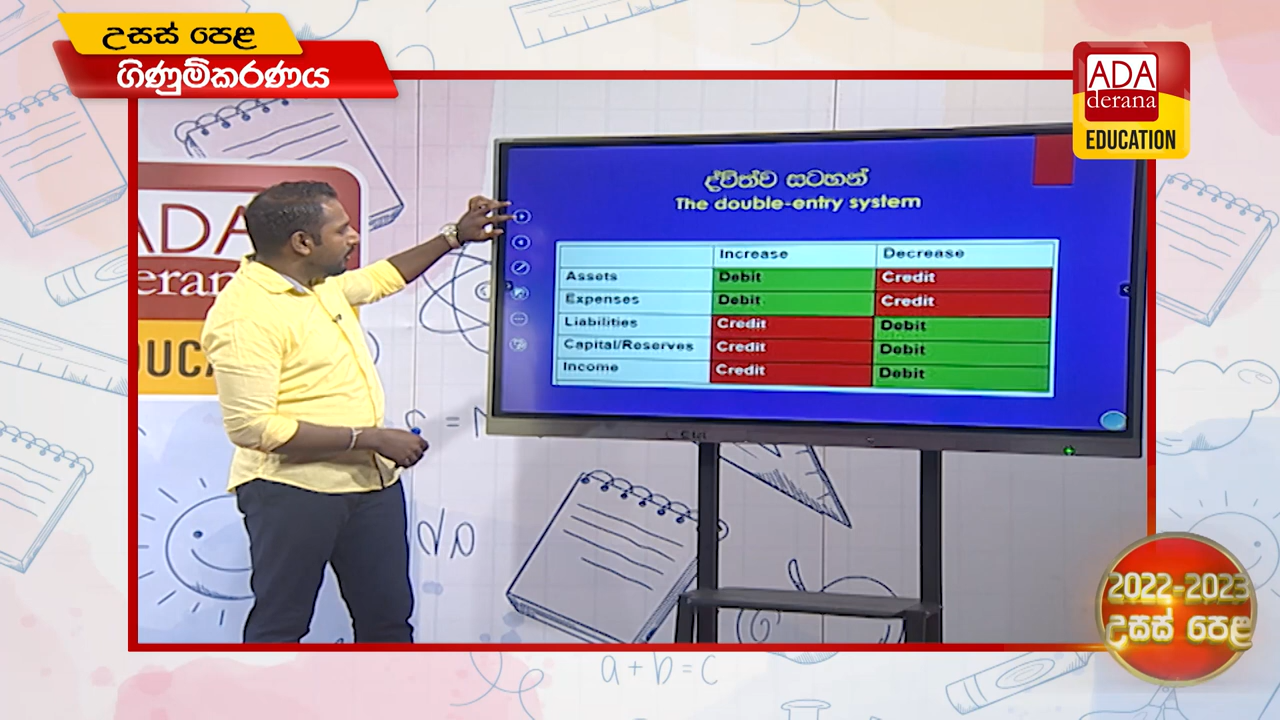 උසස් පෙළ
ගිණුම්කරණය
ADA
derana
EDUCATION
ද්විත්ව සටහන්
The double-entry system
Increase Decrease
Assets Debit Credit
Expenses Debit Credit
Liabilities Credit Debit
Capital/Reserves Credit Debit
Income Credit Debit
ADA
2022-2023
උසස් පෙළ
a + b = c